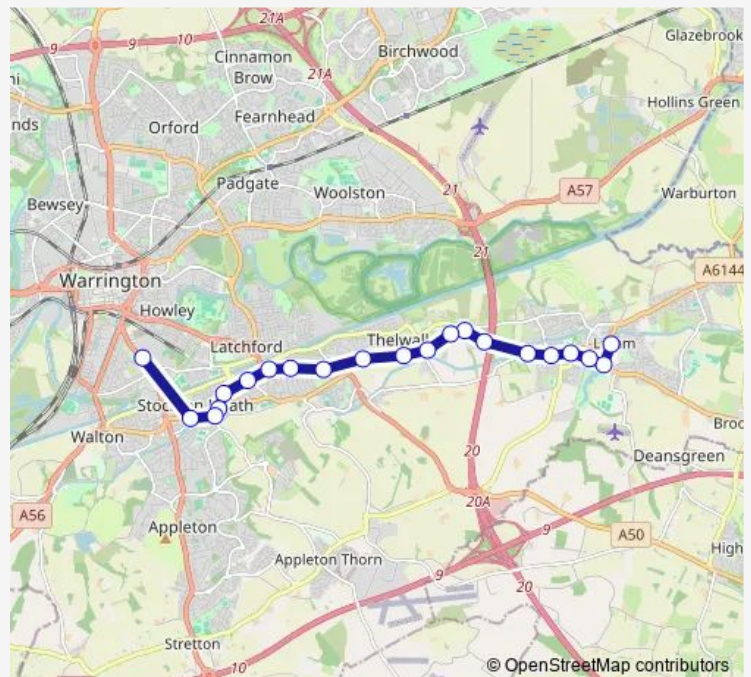 21A
Glazebrook
9
9
10
Cinnamon
Brow
Birchwood
21A
Hollins Green
Fearnhead
Orford
nds
Padgate
Woolston
21
A57
Warburton
Bewsey
21
A6144
Warrington
Howley
Latchford
Thelwall
Walton
Broo
Deansgreen
20
A56
20A
A50
Appleton
9
High
Appleton Thorn
9
20
Stretton
10
© OpenStreetMap contributors